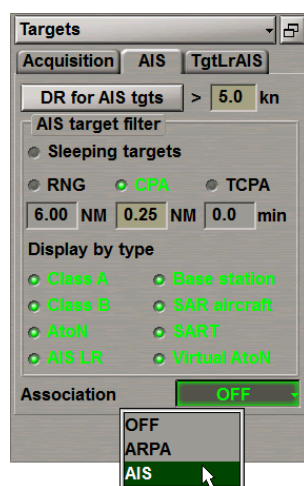 Targets
Acquisition AIS TgtLrAIS
DR for AIS tgts > 5.0 kn
AIS target filter
Sleeping targets
RNG CPA TCPA
6.00 NM 0.25 NM 0.0 min
Display by type
Class A Base station
Class B SAR aircraft
AtoN SART
AIS LR Virtual AtoN
Association OFF
OFF
ARPA
AIS